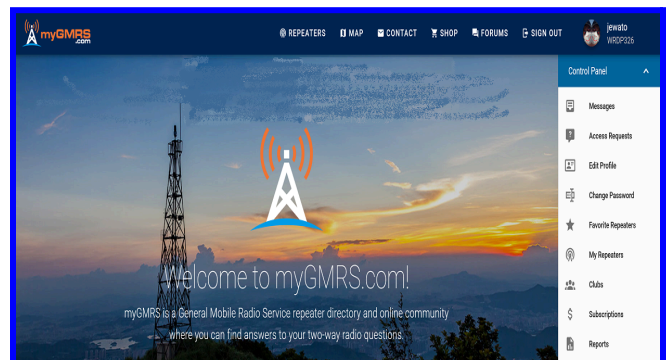 myGMRS
.com
REPEATERS MAP CONTACT SHOP FORUMS SIGN OUT
jewato
WRDP326
Control Panel
Messages
Access Requests
Edit Profile
Change Password
Favorite Repeaters
My Repeaters
Clubs
Subscriptions
Reports
Welcome to myGMRS.com!
myGMRS is a General Mobile Radio Service repeater directory and online community
where you can find answers to your two-way radio questions.